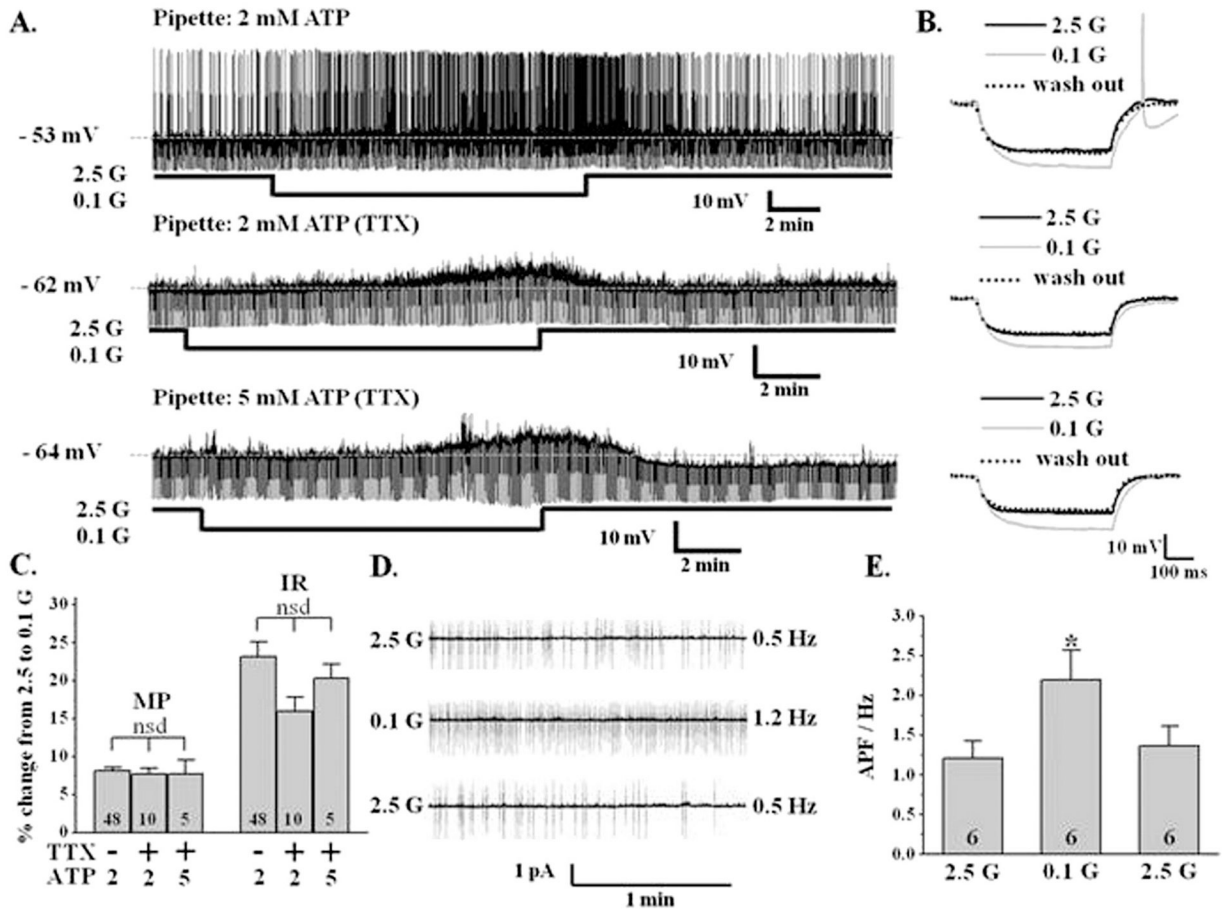 A.
Pipette: 2 mM ATP
- 53 mV
2.5 G
0.1 G
10 mV
2 min
Pipette: 2 mM ATP (TTX)
- 62 mV
2.5 G
0.1 G
10 mV
2 min
Pipette: 5 mM ATP (TTX)
- 64 mV
2.5 G
0.1 G
10 mV
2 min
B.
2.5 G
0.1 G
wash out
2.5 G
0.1 G
wash out
2.5 G
0.1 G
wash out
10 mV
100 ms
C.
% change from 2.5 to 0.1 G
30
25
20
15
10
5
0
MP
nsd
IR
nsd
48 10 5 48 10 5
TTX - + + - + +
ATP 2 2 5 2 2 5
D.
2.5 G 0.5 Hz
0.1 G 1.2 Hz
2.5 G 0.5 Hz
1 pA
1 min
E.
APF / Hz
3.0
2.5
2.0
1.5
1.0
0.5
0.0
*
6 6 6
2.5 G 0.1 G 2.5 G